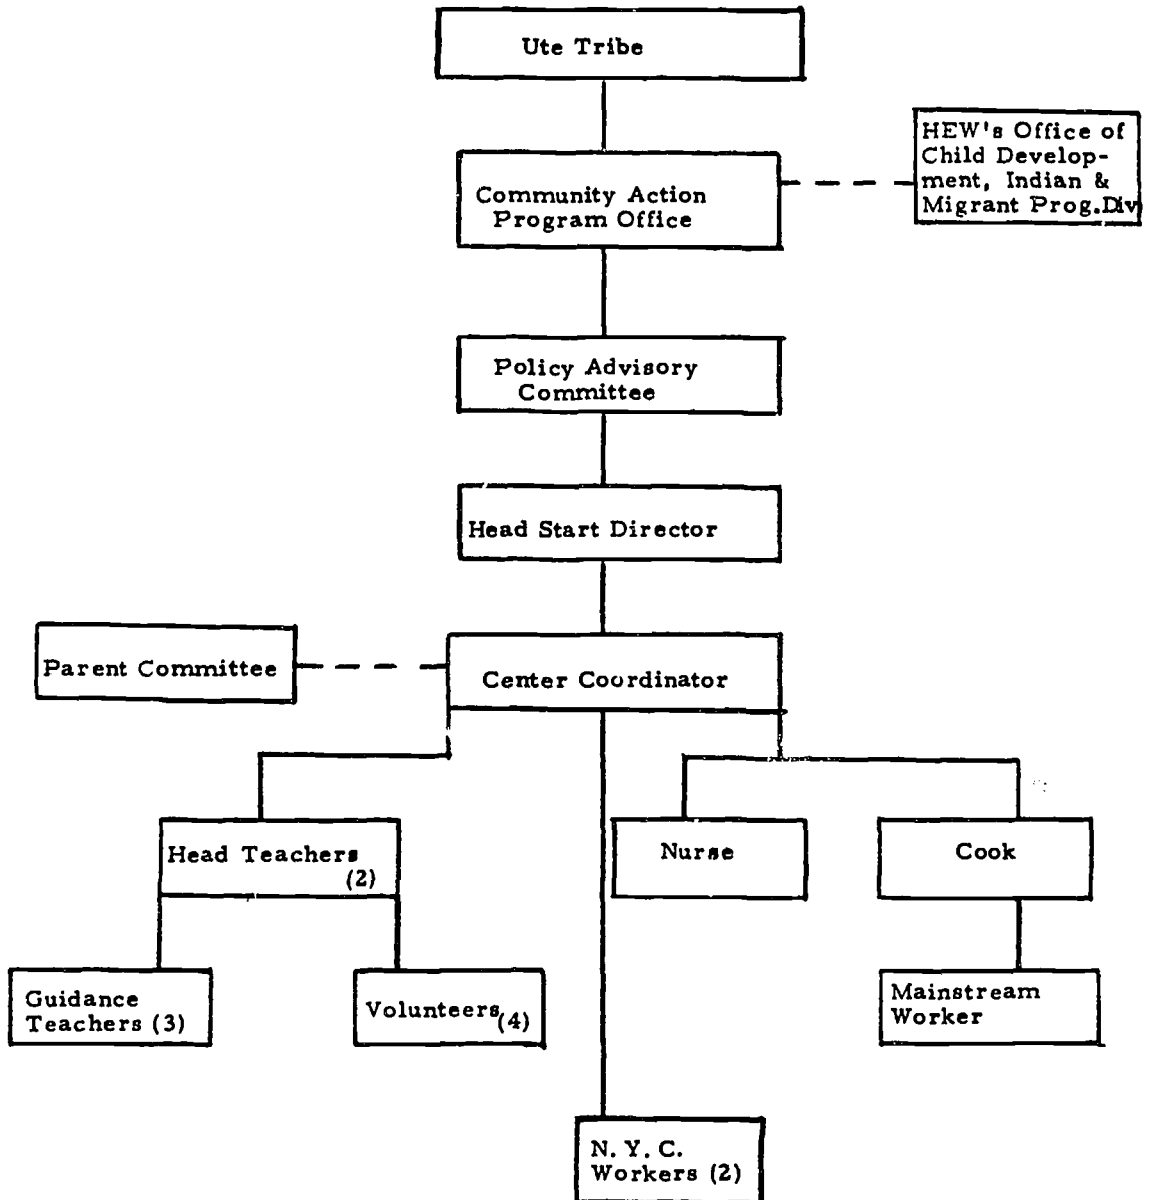 Ute Tribe
HEW's Office of
Child Develop-
ment, Indian &
Migrant Prog.Div
Community Action
Program Office
Policy Advisory
Committee
Head Start Director
Parent Committee
Center Coordinator
Head Teachers
(2)
Nurse
Cook
Guidance
Teachers (3)
Volunteers
(4)
Mainstream
Worker
N. Y. C.
Workers (2)